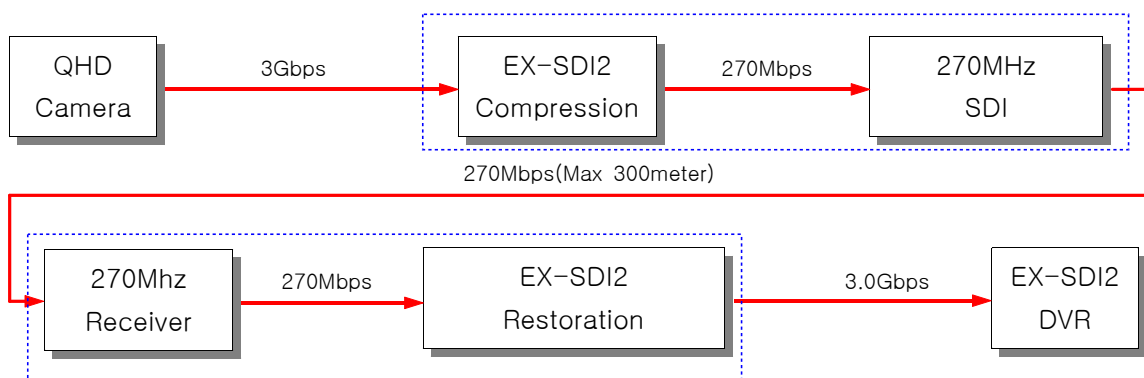 QHD
Camera
3Gbps
EX-SDI2
Compression
270Mbps
270MHz
SDI
270Mbps(Max 300meter)
270Mhz
Receiver
270Mbps
EX-SDI2
Restoration
3.0Gbps
EX-SDI2
DVR